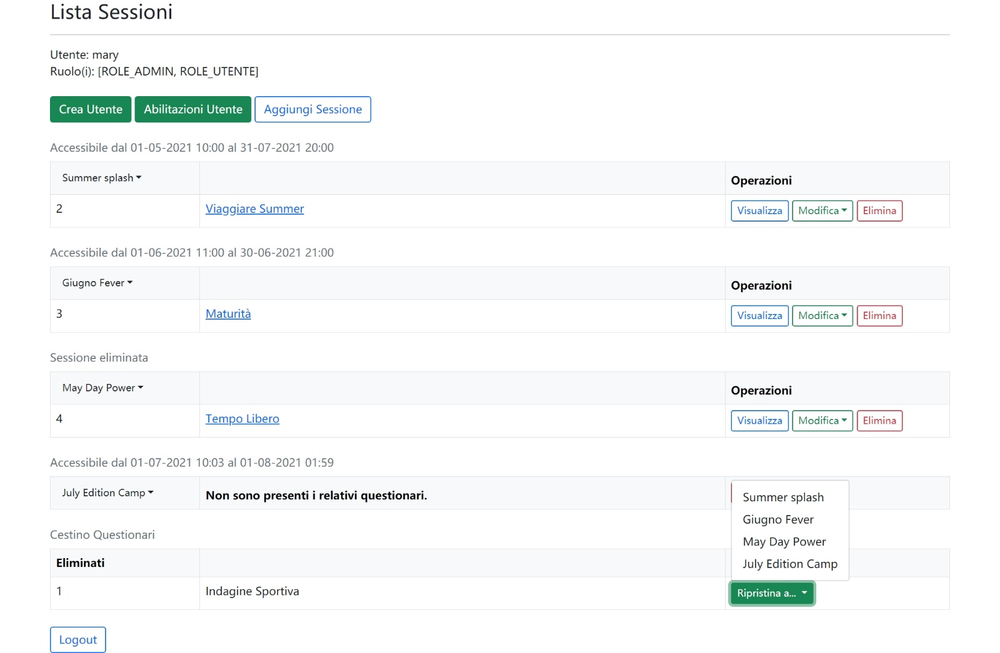 Lista Sessioni
Utente: mary
Ruolo(i): [ROLE_ADMIN, ROLE_UTENTE]
Crea Utente Abilitazioni Utente Aggiungi Sessione
Accessibile dal 01-05-2021 10:00 al 31-07-2021 20:00
Summer splash Operazioni
2 Viaggiare Summer Visualizza Modifica Elimina
Accessibile dal 01-06-2021 11:00 al 30-06-2021 21:00
Giugno Fever Operazioni
3 Maturità Visualizza Modifica Elimina
Sessione eliminata
May Day Power Operazioni
4 Tempo Libero Visualizza Modifica Elimina
Accessibile dal 01-07-2021 10:03 al 01-08-2021 01:59
July Edition Camp Non sono presenti i relativi questionari.
Summer splash
Giugno Fever
May Day Power
July Edition Camp
Cestino Questionari
Eliminati
1 Indagine Sportiva Ripristina a...
Logout